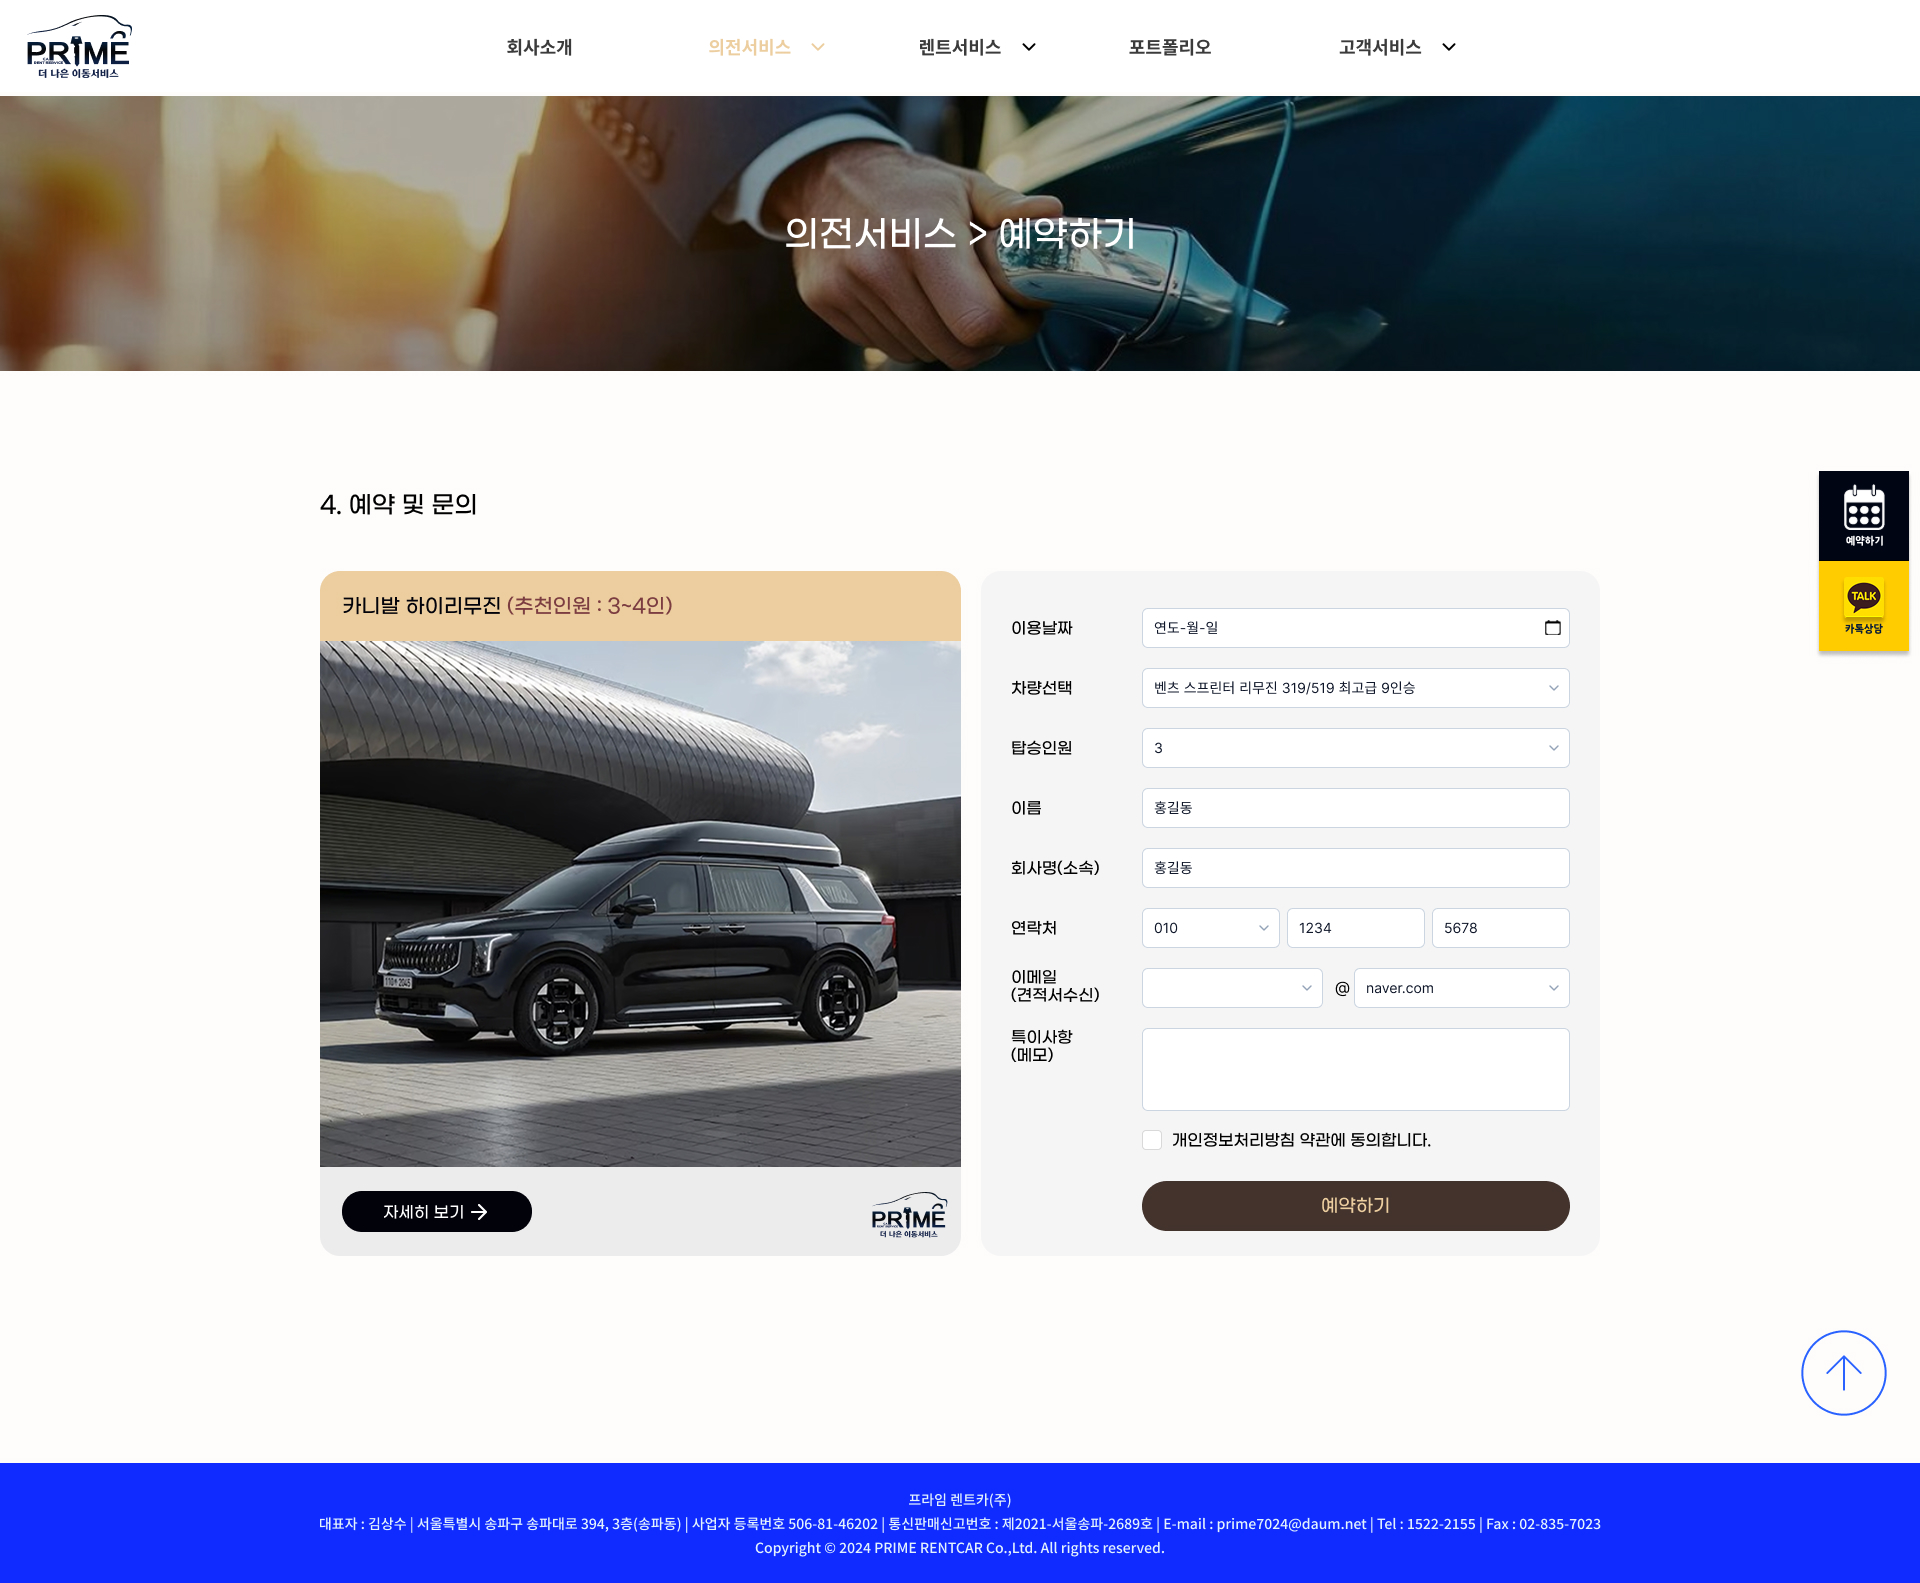 PRIME
더 나은 이동서비스
회사소개
의전서비스
렌트서비스
포트폴리오
고객서비스
의전서비스 > 예약하기
4. 예약 및 문의
예약하기
TALK
카톡상담
카니발 하이리무진 (추천인원 : 3~4인)
자세히 보기
PRIME
더 나은 이동서비스
이용날짜
연도-월-일
차량선택
벤츠 스프린터 리무진 319/519 최고급 9인승
탑승인원
3
이름
홍길동
회사명(소속)
홍길동
연락처
010 1234 5678
이메일
(견적서수신)
@ naver.com
특이사항
(메모)
개인정보처리방침 약관에 동의합니다.
예약하기
프라임 렌트카(주)
대표자 : 김상수 | 서울특별시 송파구 송파대로 394, 3층(송파동) | 사업자 등록번호 506-81-46202 | 통신판매신고번호 : 제2021-서울송파-2689호 | E-mail : prime7024@daum.net | Tel : 1522-2155 | Fax : 02-835-7023
Copyright © 2024 PRIME RENTCAR Co.,Ltd. All rights reserved.